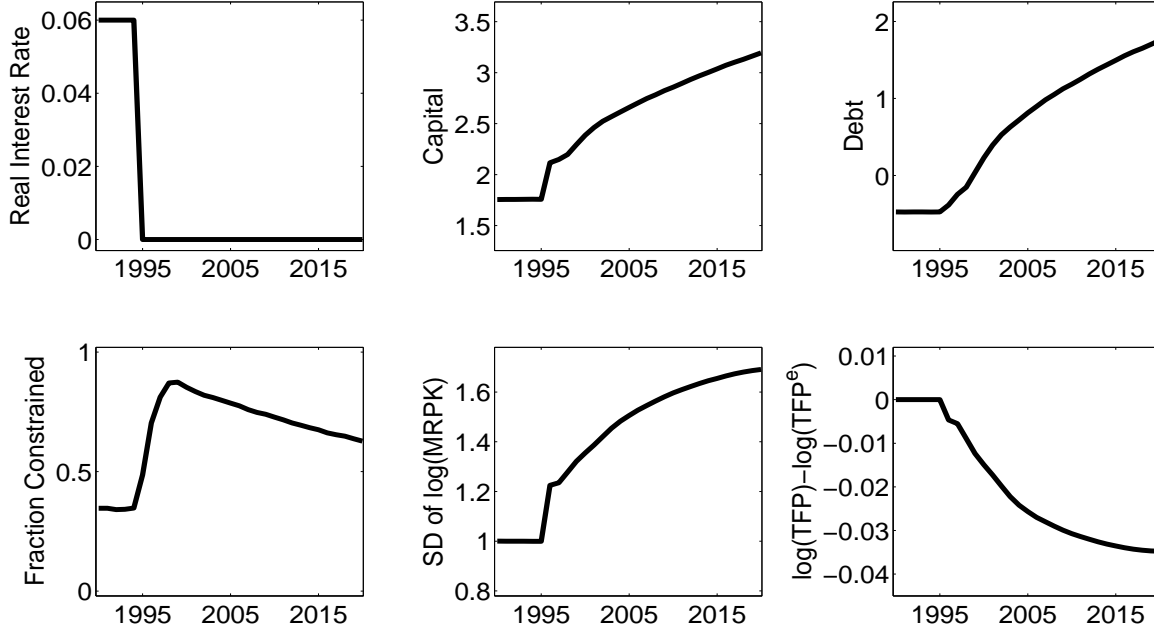 Real Interest Rate
0.06
0.04
0.02
0
1995 2005 2015
Capital
3.5
3
2.5
2
1.5
1995 2005 2015
Debt
2
1
0
1995 2005 2015
Fraction Constrained
1
0.5
0
1995 2005 2015
SD of log(MRPK)
1.6
1.4
1.2
1
0.8
1995 2005 2015
log(TFP)−log(TFPᵉ)
0.01
0
−0.01
−0.02
−0.03
−0.04
1995 2005 2015